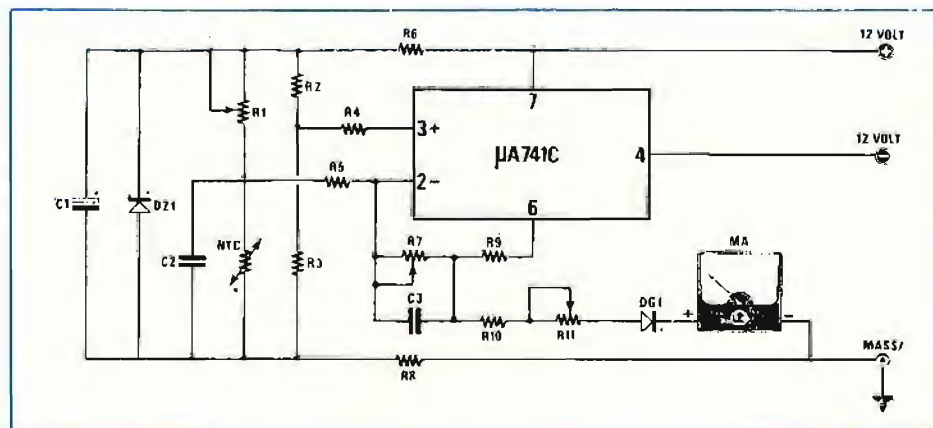 12 VOLT
R6
R2
R1
R4
3+
7
µA741C
4
12 VOLT
R5
2-
6
C1
DZ1
C2
NTC
R3
R7
R9
MA
C3
DG1
+
-
R10
R11
R8
MASSA